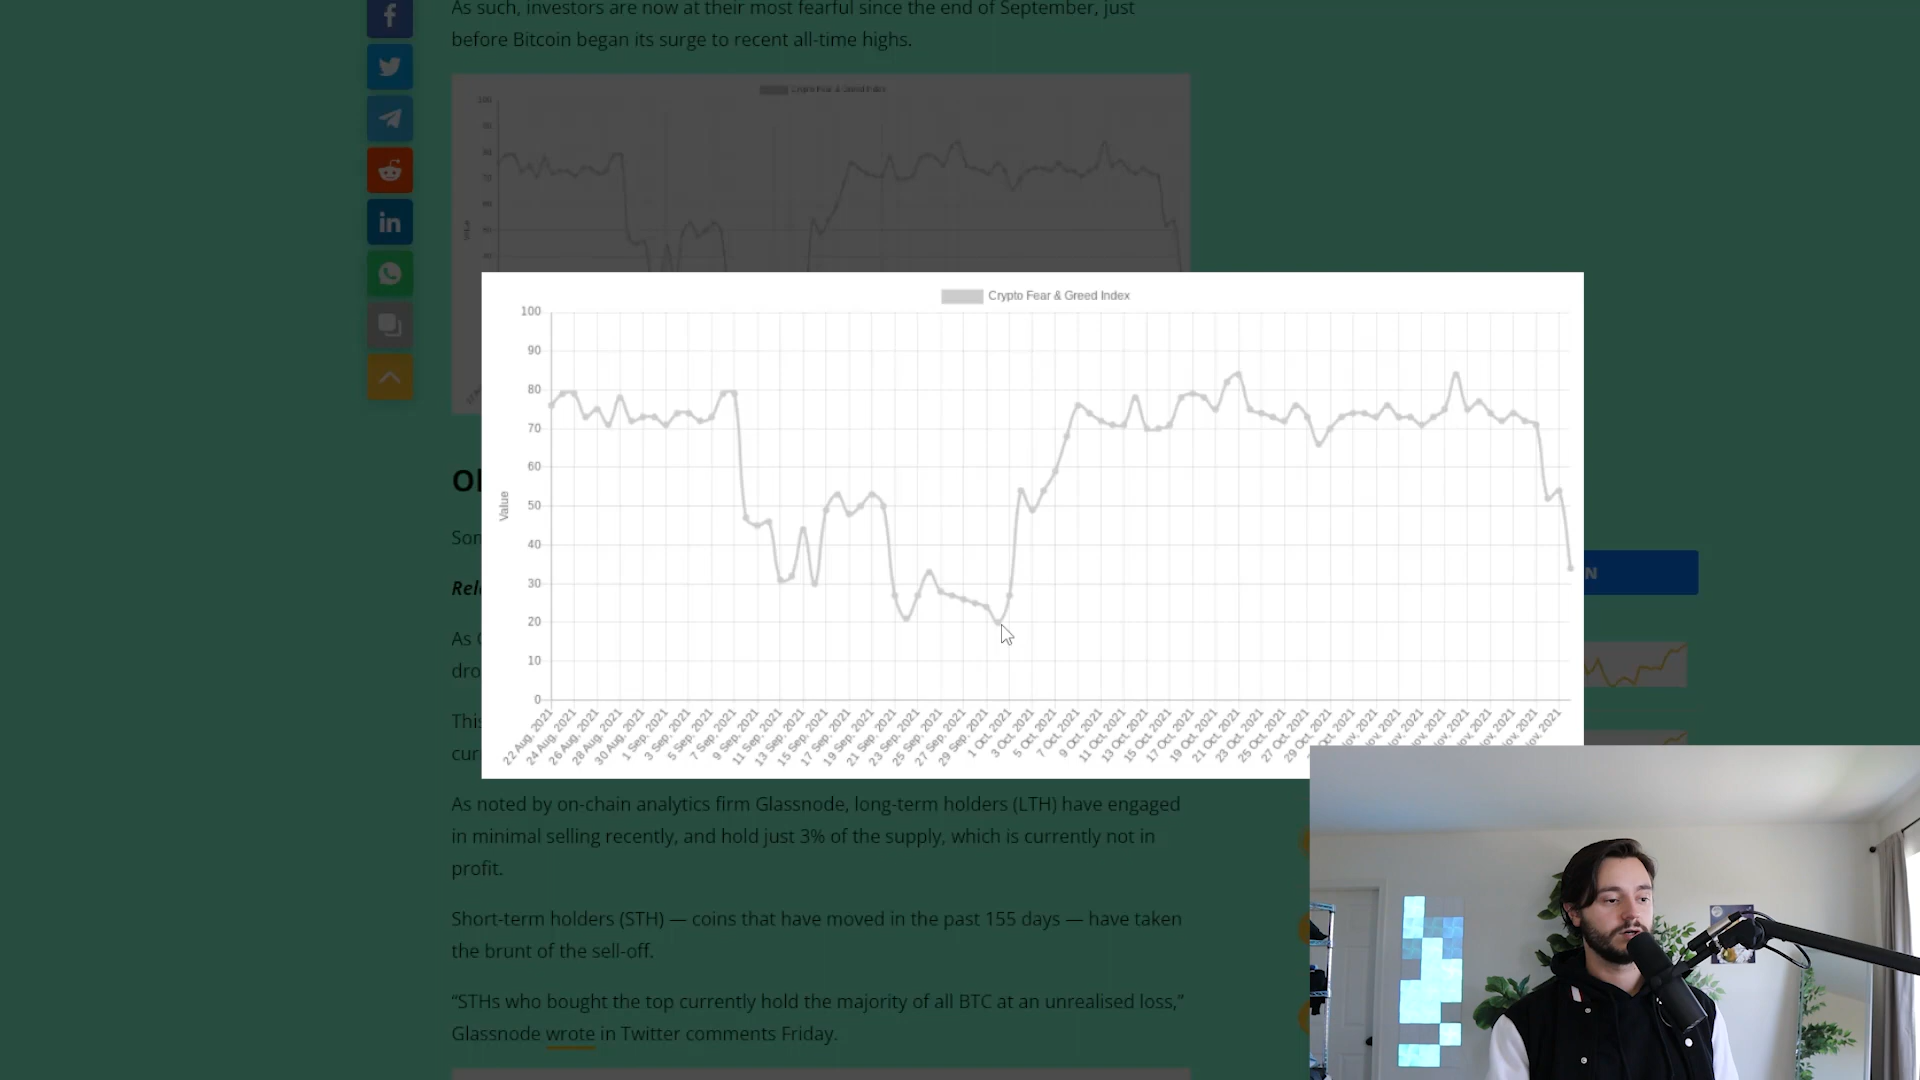 As such, investors are now at their most fearful since the end of September, just
before Bitcoin began its surge to recent all-time highs.
Crypto Fear & Greed Index
100
Value
Crypto Fear & Greed Index
100
90
80
70
60
50
40
30
20
10
0
Value
22 Aug, 2021
24 Aug, 2021
26 Aug, 2021
28 Aug, 2021
30 Aug, 2021
1 Sep, 2021
3 Sep, 2021
5 Sep, 2021
7 Sep, 2021
9 Sep, 2021
11 Sep, 2021
13 Sep, 2021
15 Sep, 2021
17 Sep, 2021
19 Sep, 2021
21 Sep, 2021
23 Sep, 2021
25 Sep, 2021
27 Sep, 2021
29 Sep, 2021
1 Oct, 2021
3 Oct, 2021
5 Oct, 2021
7 Oct, 2021
9 Oct, 2021
11 Oct, 2021
13 Oct, 2021
15 Oct, 2021
17 Oct, 2021
19 Oct, 2021
21 Oct, 2021
23 Oct, 2021
25 Oct, 2021
27 Oct, 2021
29 Oct, 2021
N
As noted by on-chain analytics firm Glassnode, long-term holders (LTH) have engaged
in minimal selling recently, and hold just 3% of the supply, which is currently not in
profit.
Short-term holders (STH) — coins that have moved in the past 155 days — have taken
the brunt of the sell-off.
“STHs who bought the top currently hold the majority of all BTC at an unrealised loss,”
Glassnode wrote in Twitter comments Friday.